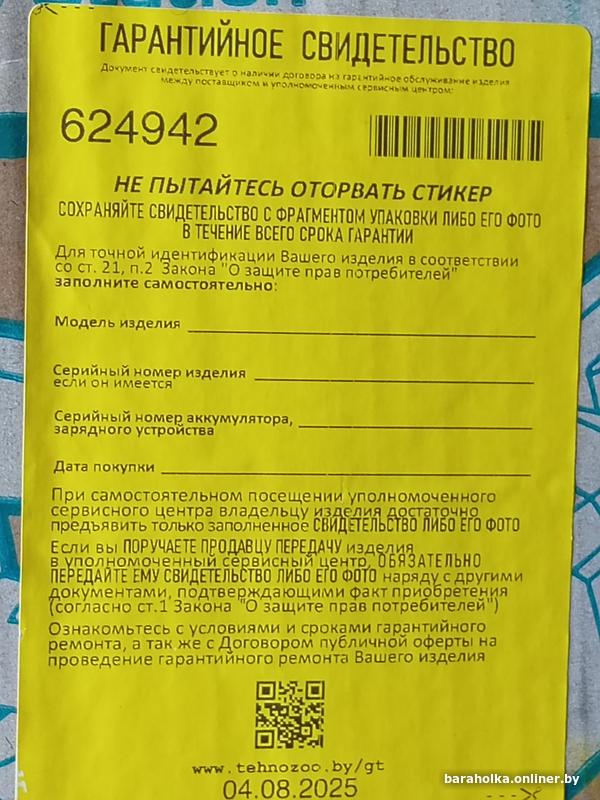 ГАРАНТИЙНОЕ СВИДЕТЕЛЬСТВО
Документ свидетельствует о наличии договора на гарантийное обслуживание изделия
между поставщиком и уполномоченным сервисным центром:
624942
НЕ ПЫТАЙТЕСЬ ОТОРВАТЬ СТИКЕР
СОХРАНЯЙТЕ СВИДЕТЕЛЬСТВО С ФРАГМЕНТОМ УПАКОВКИ ЛИБО ЕГО ФОТО
В ТЕЧЕНИЕ ВСЕГО СРОКА ГАРАНТИИ
Для точной идентификации Вашего изделия в соответствии
со ст. 21, п.2 Закона "О защите прав потребителей"
заполните самостоятельно:
Модель изделия
Серийный номер изделия
если он имеется
Серийный номер аккумулятора,
зарядного устройства
Дата покупки
При самостоятельном посещении уполномоченного
сервисного центра владельцу изделия достаточно
предъявить только заполненное СВИДЕТЕЛЬСТВО ЛИБО ЕГО ФОТО
Если вы ПОРУЧАЕТЕ ПРОДАВЦУ ПЕРЕДАЧУ изделия
в уполномоченный сервисный центр, ОБЯЗАТЕЛЬНО
ПЕРЕДАЙТЕ ЕМУ СВИДЕТЕЛЬСТВО ЛИБО ЕГО ФОТО наряду с другими
документами, подтверждающими факт приобретения
(согласно ст.1 Закона "О защите прав потребителей")
Ознакомьтесь с условиями и сроками гарантийного
ремонта, а так же с Договором публичной оферты на
проведение гарантийного ремонта Вашего изделия
www.tehnozoo.by/gt
04.08.2025
baraholka.onliner.by